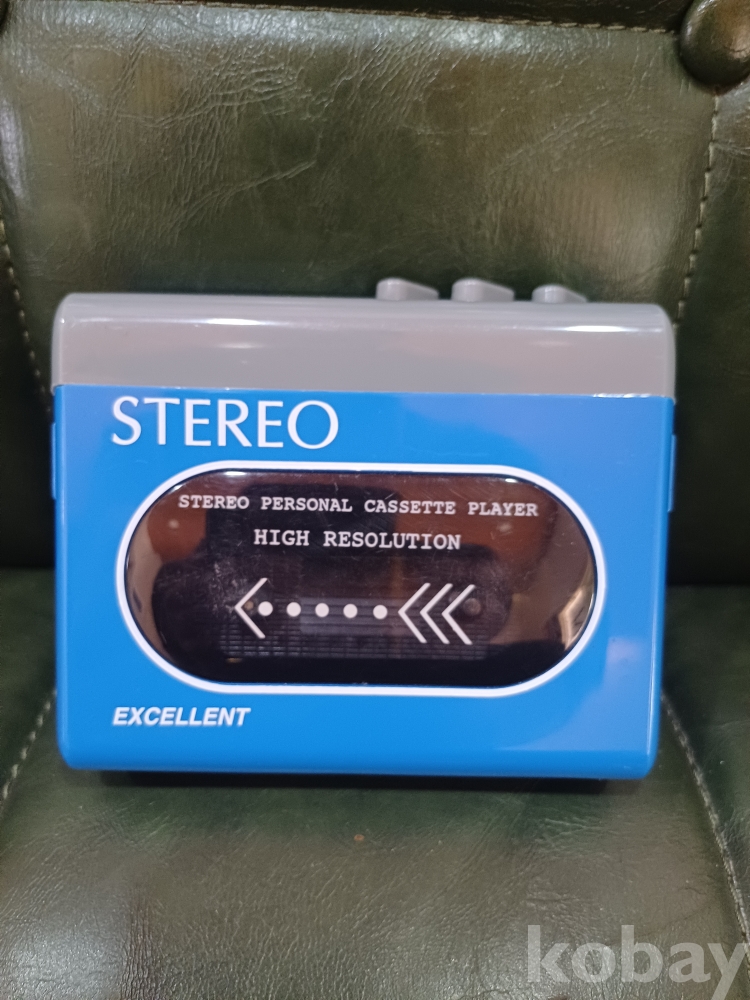 STEREO
STEREO PERSONAL CASSETTE PLAYER
HIGH RESOLUTION
EXCELLENT
kobay